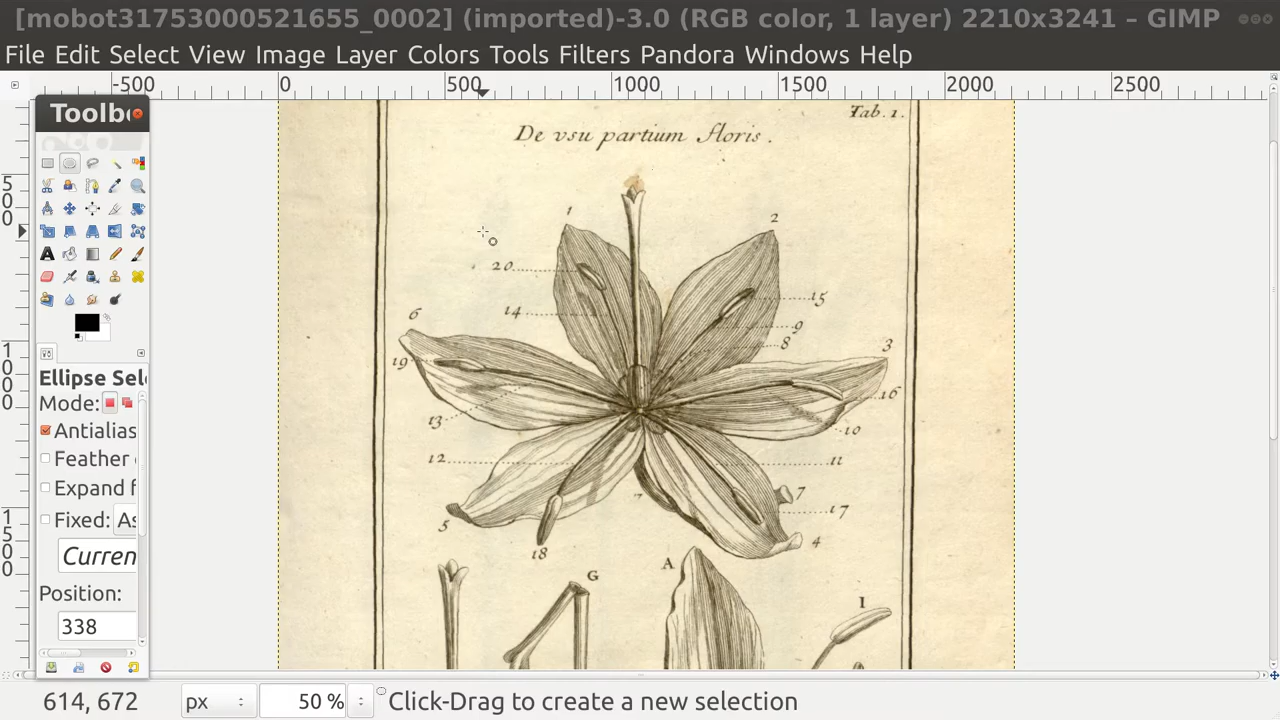 [mobot31753000521655_0002] (imported)-3.0 (RGB color, 1 layer) 2210x3241 – GIMP
File Edit Select View Image Layer Colors Tools Filters Pandora Windows Help
-500 0 500 1000 1500 2000 2500
Toolbo
500
1000
1500
Tab. 1.
De vsu partium floris.
1 2
20 15
14 9
8
6 3
19 16
13 10
12 11
7
17
5 4
18
G A I
Ellipse Sel
Mode:
Antialias
Feather
Expand f
Fixed: As
Curren
Position:
338
614, 672 px 50 % Click-Drag to create a new selection